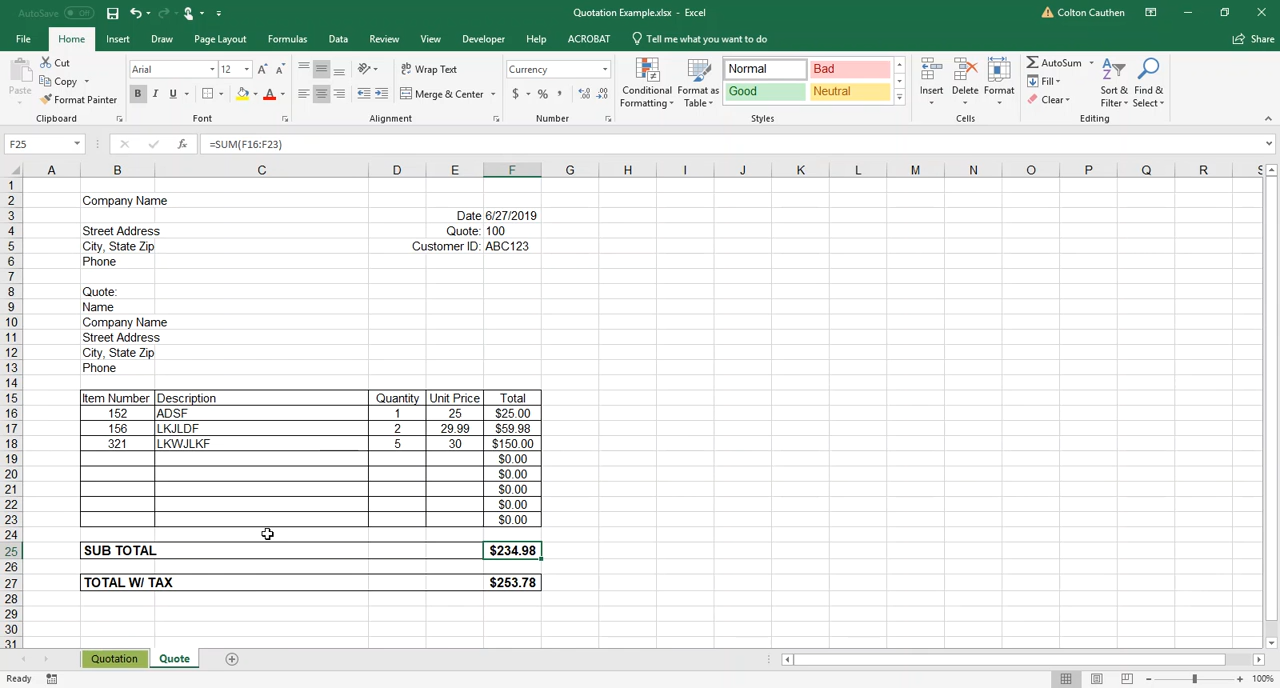 AutoSave Off Quotation Example.xlsx - Excel Colton Cauthen
File Home Insert Draw Page Layout Formulas Data Review View Developer Help ACROBAT Tell me what you want to do Share
Paste
Cut
Copy
Format Painter
Clipboard
Arial 12
B I U
Font
Wrap Text
Merge & Center
Alignment
Currency
$ % ,
Number
Conditional Formatting
Format as Table
Normal Bad
Good Neutral
Styles
Insert Delete Format
Cells
AutoSum
Fill
Clear
Sort & Filter
Find & Select
Editing
F25 fx =SUM(F16:F23)
A B C D E F G H I J K L M N O P Q R S
1
2 Company Name
3 Date 6/27/2019
4 Street Address Quote: 100
5 City, State Zip Customer ID: ABC123
6 Phone
7
8 Quote:
9 Name
10 Company Name
11 Street Address
12 City, State Zip
13 Phone
14
15 Item Number Description Quantity Unit Price Total
16 152 ADSF 1 25 $25.00
17 156 LKJLDF 2 29.99 $59.98
18 321 LKWJLKF 5 30 $150.00
19 $0.00
20 $0.00
21 $0.00
22 $0.00
23 $0.00
24
25 SUB TOTAL $234.98
26
27 TOTAL W/ TAX $253.78
28
29
30
31
Quotation Quote
Ready 100%